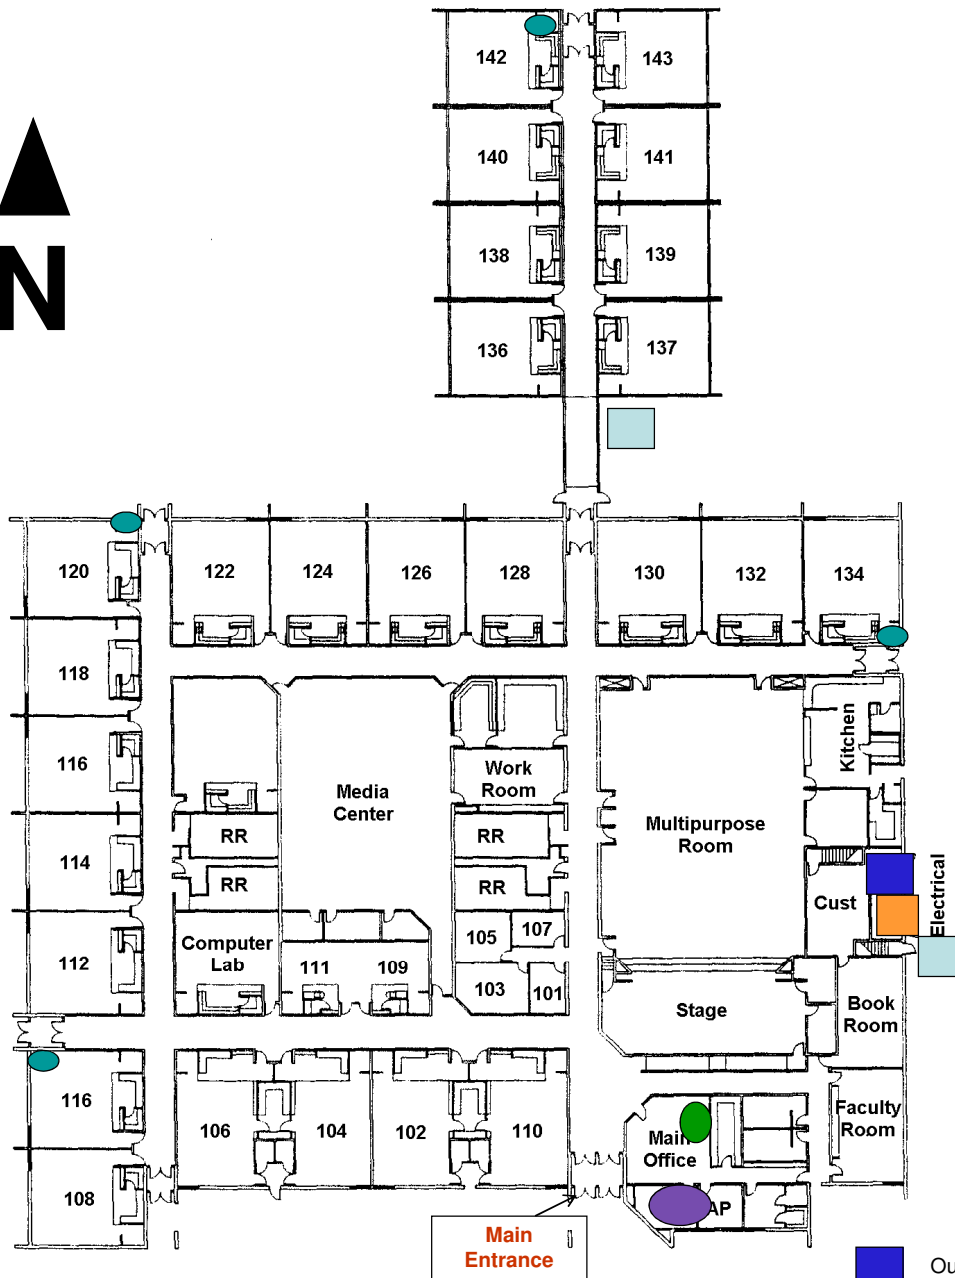 142
143
140
141
N
138
139
136
137
120
122
124
126
128
130
132
134
118
116
Media
Center
Work
Room
Kitchen
Multipurpose
Room
RR
RR
114
RR
RR
Cust
Electrical
105
107
Computer
Lab
112
111
109
103
101
Stage
Book
Room
116
106
104
102
110
Main
Office
Faculty
Room
108
AP
Main
Entrance
Ou